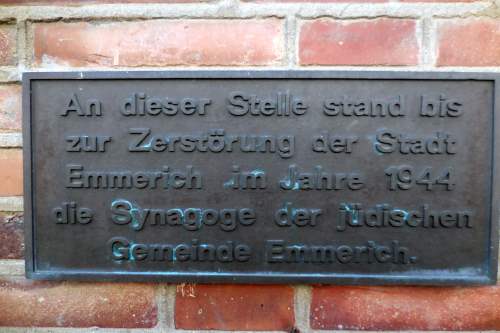 An dieser Stelle stand bis
zur Zerstörung der Stadt
Emmerich im Jahre 1944
die Synagoge der jüdischen
Gemeinde Emmerich.